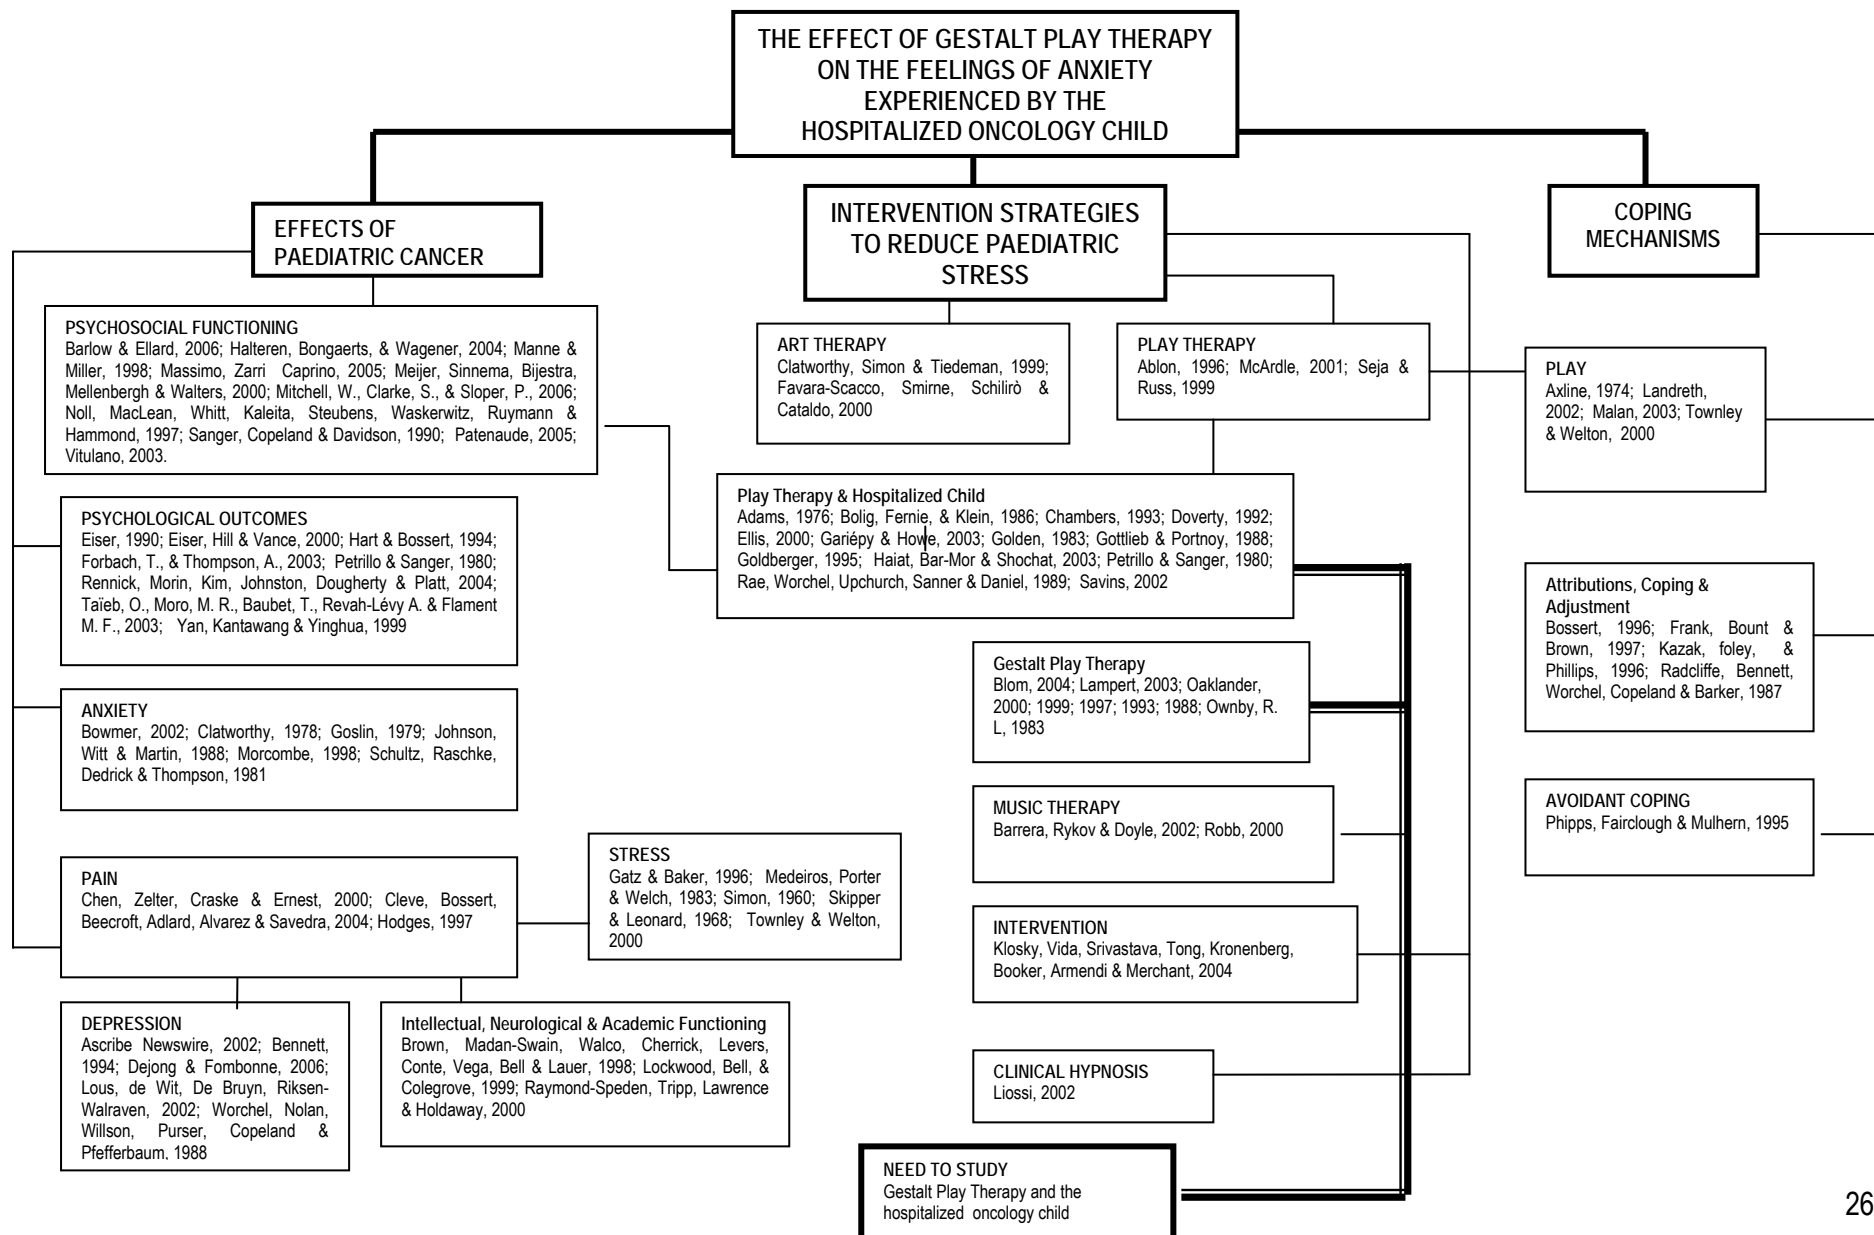 THE EFFECT OF GESTALT PLAY THERAPY
ON THE FEELINGS OF ANXIETY
EXPERIENCED BY THE
HOSPITALIZED ONCOLOGY CHILD
EFFECTS OF
PAEDIATRIC CANCER
INTERVENTION STRATEGIES
TO REDUCE PAEDIATRIC
STRESS
COPING
MECHANISMS
PSYCHOSOCIAL FUNCTIONING
Barlow & Ellard, 2006; Halteren, Bongaerts, & Wagener, 2004; Manne &
Miller, 1998; Massimo, Zarri Caprino, 2005; Meijer, Sinnema, Bijestra,
Mellenbergh & Walters, 2000; Mitchell, W., Clarke, S., & Sloper, P., 2006;
Noll, MacLean, Whitt, Kaleita, Steubens, Waskerwitz, Ruymann &
Hammond, 1997; Sanger, Copeland & Davidson, 1990; Patenaude, 2005;
Vitulano, 2003.
PSYCHOLOGICAL OUTCOMES
Eiser, 1990; Eiser, Hill & Vance, 2000; Hart & Bossert, 1994;
Forbach, T., & Thompson, A., 2003; Petrillo & Sanger, 1980;
Rennick, Morin, Kim, Johnston, Dougherty & Platt, 2004;
Taïeb, O., Moro, M. R., Baubet, T., Revah-Lévy A. & Flament
M. F., 2003; Yan, Kantawang & Yinghua, 1999
ANXIETY
Bowmer, 2002; Clatworthy, 1978; Goslin, 1979; Johnson,
Witt & Martin, 1988; Morcombe, 1998; Schultz, Raschke,
Dedrick & Thompson, 1981
PAIN
Chen, Zelter, Craske & Ernest, 2000; Cleve, Bossert,
Beecroft, Adlard, Alvarez & Savedra, 2004; Hodges, 1997
STRESS
Gatz & Baker, 1996; Medeiros, Porter
& Welch, 1983; Simon, 1960; Skipper
& Leonard, 1968; Townley & Welton,
2000
DEPRESSION
Ascribe Newswire, 2002; Bennett,
1994; Dejong & Fombonne, 2006;
Lous, de Wit, De Bruyn, Riksen-
Walraven, 2002; Worchel, Nolan,
Willson, Purser, Copeland &
Pfefferbaum, 1988
Intellectual, Neurological & Academic Functioning
Brown, Madan-Swain, Walco, Cherrick, Levers,
Conte, Vega, Bell & Lauer, 1998; Lockwood, Bell, &
Colegrove, 1999; Raymond-Speden, Tripp, Lawrence
& Holdaway, 2000
ART THERAPY
Clatworthy, Simon & Tiedeman, 1999;
Favara-Scacco, Smirne, Schilirò &
Cataldo, 2000
PLAY THERAPY
Ablon, 1996; McArdle, 2001; Seja &
Russ, 1999
Play Therapy & Hospitalized Child
Adams, 1976; Bolig, Fernie, & Klein, 1986; Chambers, 1993; Doverty, 1992;
Ellis, 2000; Gariépy & Howe, 2003; Golden, 1983; Gottlieb & Portnoy, 1988;
Goldberger, 1995; Haiat, Bar-Mor & Shochat, 2003; Petrillo & Sanger, 1980;
Rae, Worchel, Upchurch, Sanner & Daniel, 1989; Savins, 2002
Gestalt Play Therapy
Blom, 2004; Lampert, 2003; Oaklander,
2000; 1999; 1997; 1993; 1988; Ownby, R.
L, 1983
MUSIC THERAPY
Barrera, Rykov & Doyle, 2002; Robb, 2000
INTERVENTION
Klosky, Vida, Srivastava, Tong, Kronenberg,
Booker, Armendi & Merchant, 2004
CLINICAL HYPNOSIS
Liossi, 2002
NEED TO STUDY
Gestalt Play Therapy and the
hospitalized oncology child
PLAY
Axline, 1974; Landreth,
2002; Malan, 2003; Townley
& Welton, 2000
Attributions, Coping &
Adjustment
Bossert, 1996; Frank, Bount &
Brown, 1997; Kazak, foley, &
Phillips, 1996; Radcliffe, Bennett,
Worchel, Copeland & Barker, 1987
AVOIDANT COPING
Phipps, Fairclough & Mulhern, 1995
26